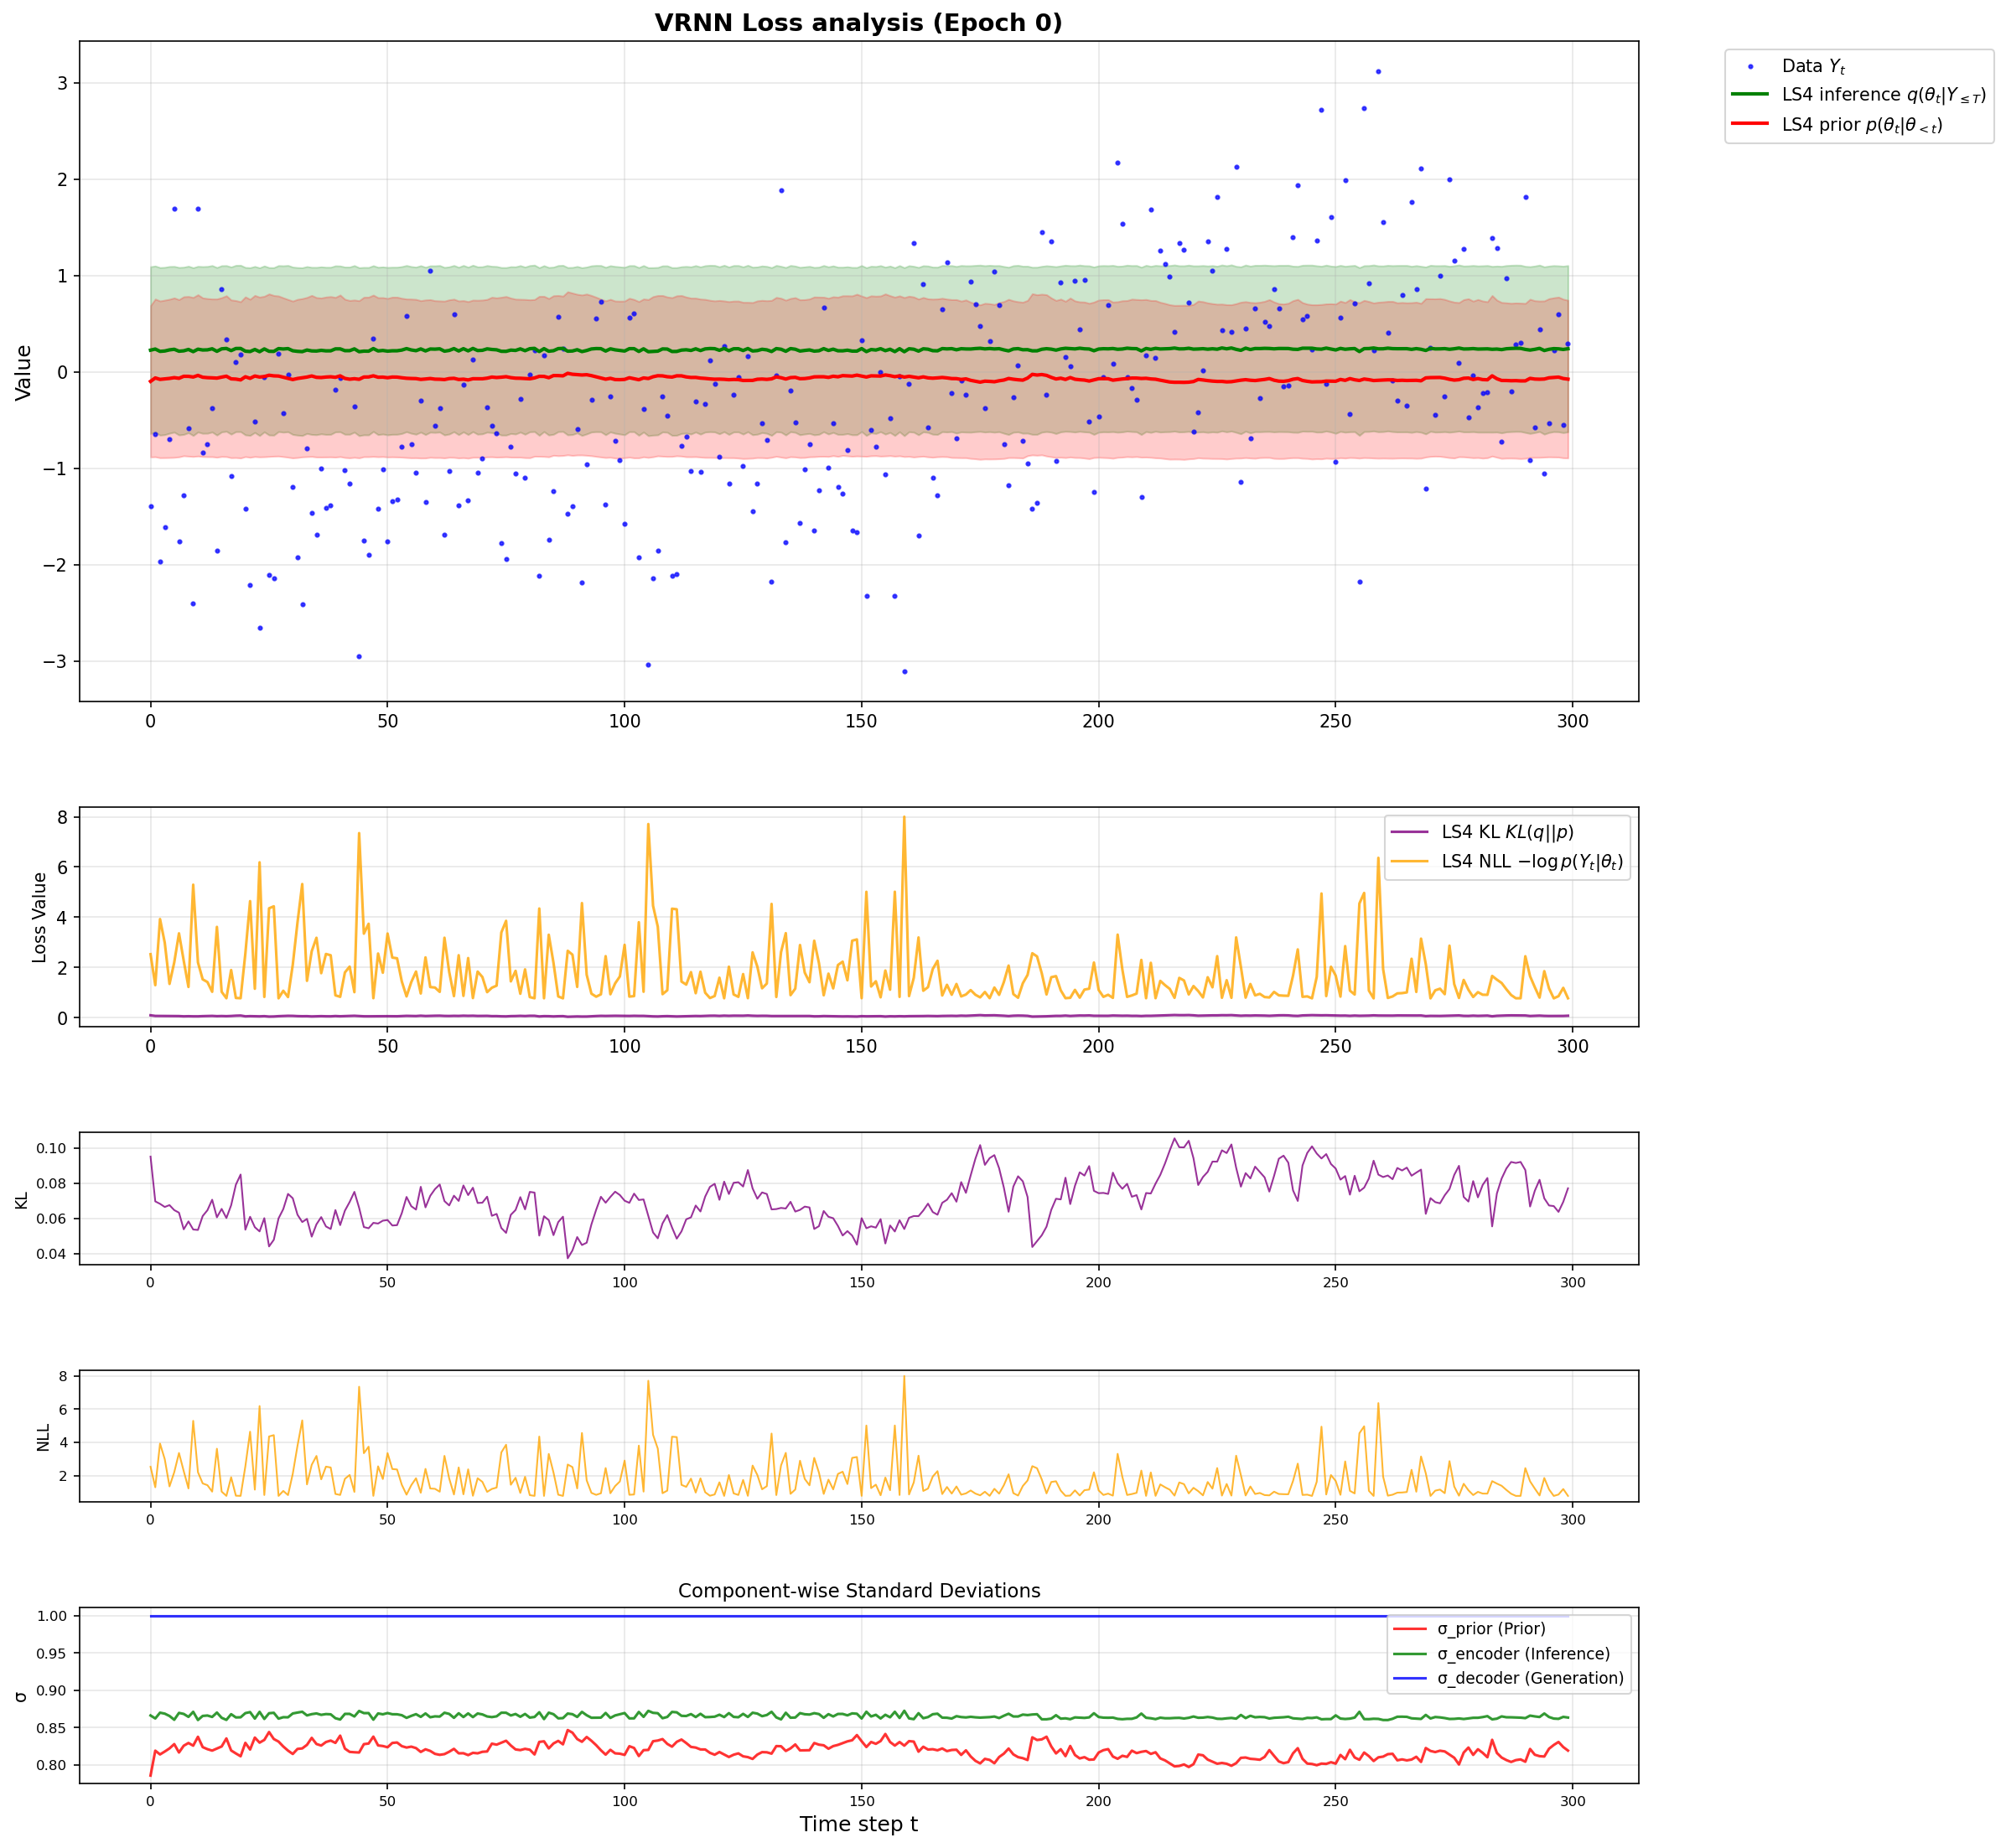 VRNN Loss analysis (Epoch 0)
Value
3
2
1
0
−1
−2
−3
0 50 100 150 200 250 300
Data Y_t
LS4 inference q(θ_t|Y_{≤T})
LS4 prior p(θ_t|θ_{<t})
Loss Value
8
6
4
2
0
LS4 KL KL(q||p)
LS4 NLL −log p(Y_t|θ_t)
0 50 100 150 200 250 300
KL
0.10
0.08
0.06
0.04
0 50 100 150 200 250 300
NLL
8
6
4
2
0 50 100 150 200 250 300
Component-wise Standard Deviations
σ
1.00
0.95
0.90
0.85
0.80
σ_prior (Prior)
σ_encoder (Inference)
σ_decoder (Generation)
0 50 100 150 200 250 300
Time step t